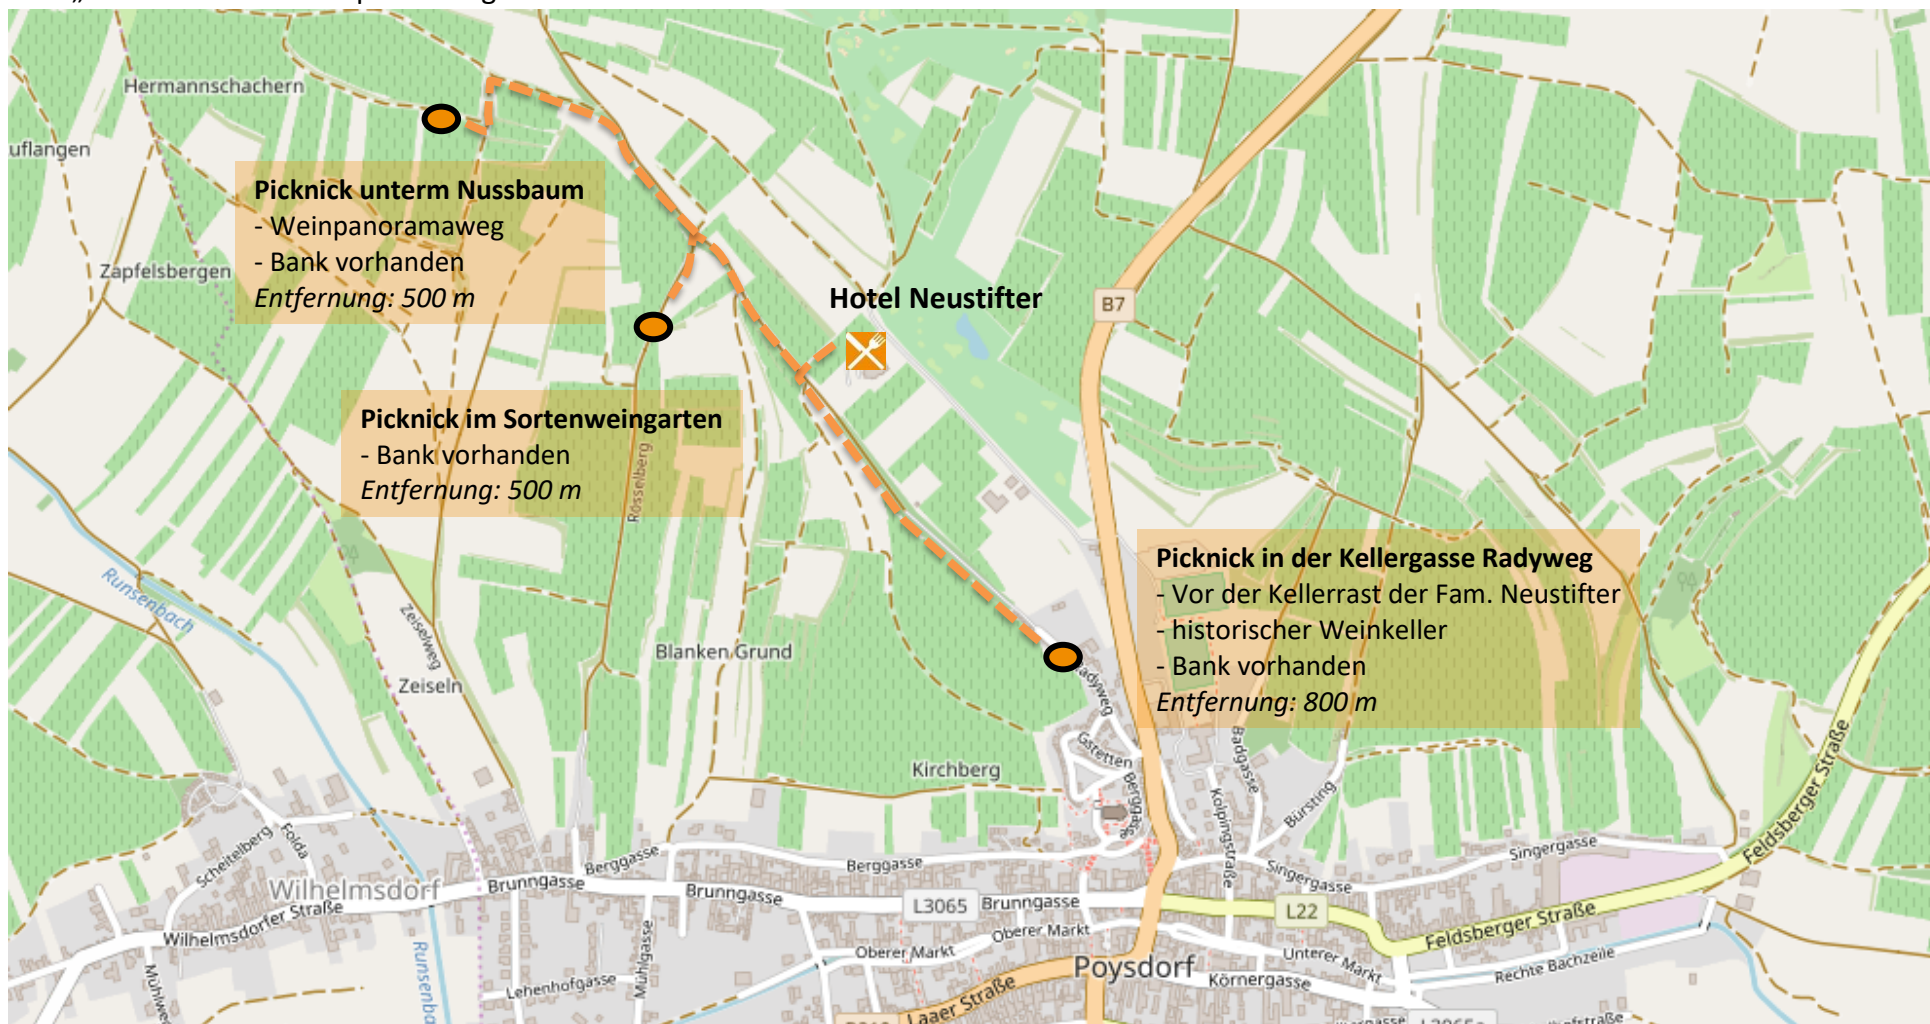 Hermannschachern
uflangen
Picknick unterm Nussbaum
- Weinpanoramaweg
- Bank vorhanden
Entfernung: 500 m
Zapfelsbergen
Hotel Neustifter
B7
Picknick im Sortenweingarten
- Bank vorhanden
Entfernung: 500 m
Rösselberg
Picknick in der Kellergasse Radyweg
- Vor der Kellerrast der Fam. Neustifter
- historischer Weinkeller
- Bank vorhanden
Entfernung: 800 m
Runsenbach
Zeiselweg
Zeiseln
Blanken Grund
Radyweg
Gstetten
Berggasse
Kirchberg
Badgasse
Kolpingstraße
Bürsting
Feldsberger Straße
Scheitelberg
Folda
Wilhelmsdorf
Wilhelmsdorfer Straße
Berggasse
Berggasse
Brunngasse
Brunngasse
L3065
Brunngasse
Singergasse
Singergasse
L22
Feldsberger Straße
Mühlgasse
Oberer Markt
Oberer Markt
Unterer Markt
Poysdorf
Körnergasse
Rechte Bachzeile
Lehenhofgasse
Laaer Straße
Runsenba
Mühlweg